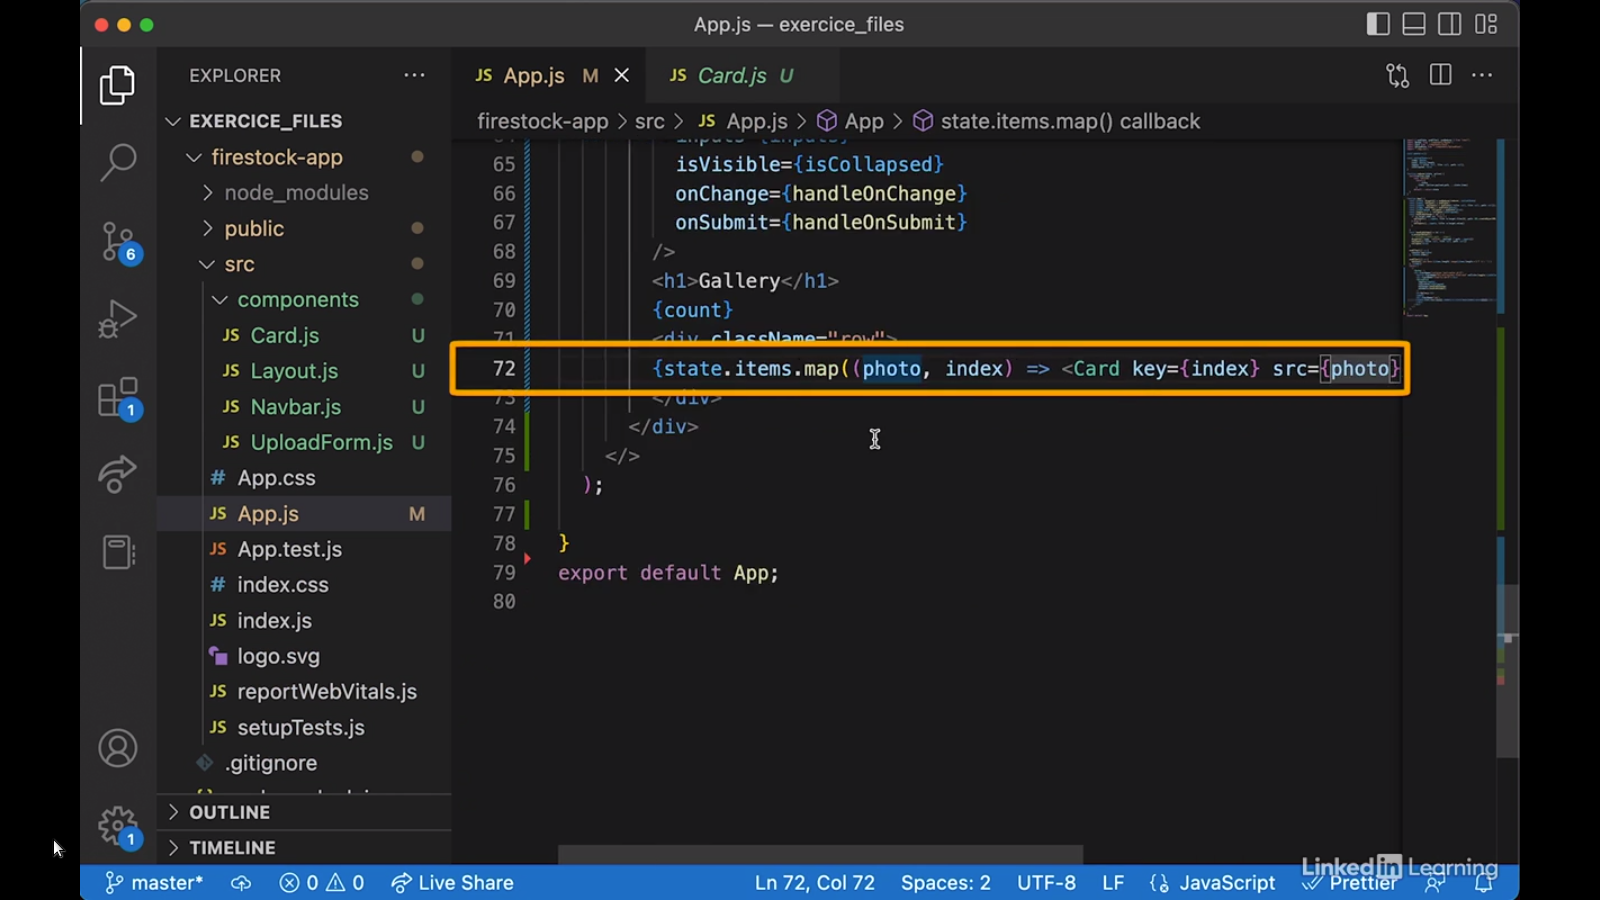 App.js — exercice_files
EXPLORER
JS App.js M
JS Card.js U
firestock-app > src > JS App.js > App > state.items.map() callback
EXERCICE_FILES
firestock-app
node_modules
public
src
components
JS Card.js U
JS Layout.js U
JS Navbar.js U
JS UploadForm.js U
# App.css
JS App.js M
JS App.test.js
# index.css
JS index.js
logo.svg
JS reportWebVitals.js
JS setupTests.js
.gitignore
OUTLINE
TIMELINE
6
1
1
65 isVisible={isCollapsed}
66 onChange={handleOnChange}
67 onSubmit={handleOnSubmit}
68 />
69 <h1>Gallery</h1>
70 {count}
71 <div className="row">
72 {state.items.map((photo, index) => <Card key={index} src={photo}
73 </div>
74 </div>
75 </>
76 );
77
78 }
79 export default App;
80
LinkedIn Learning
master* 0 0 Live Share Ln 72, Col 72 Spaces: 2 UTF-8 LF {} JavaScript Prettier